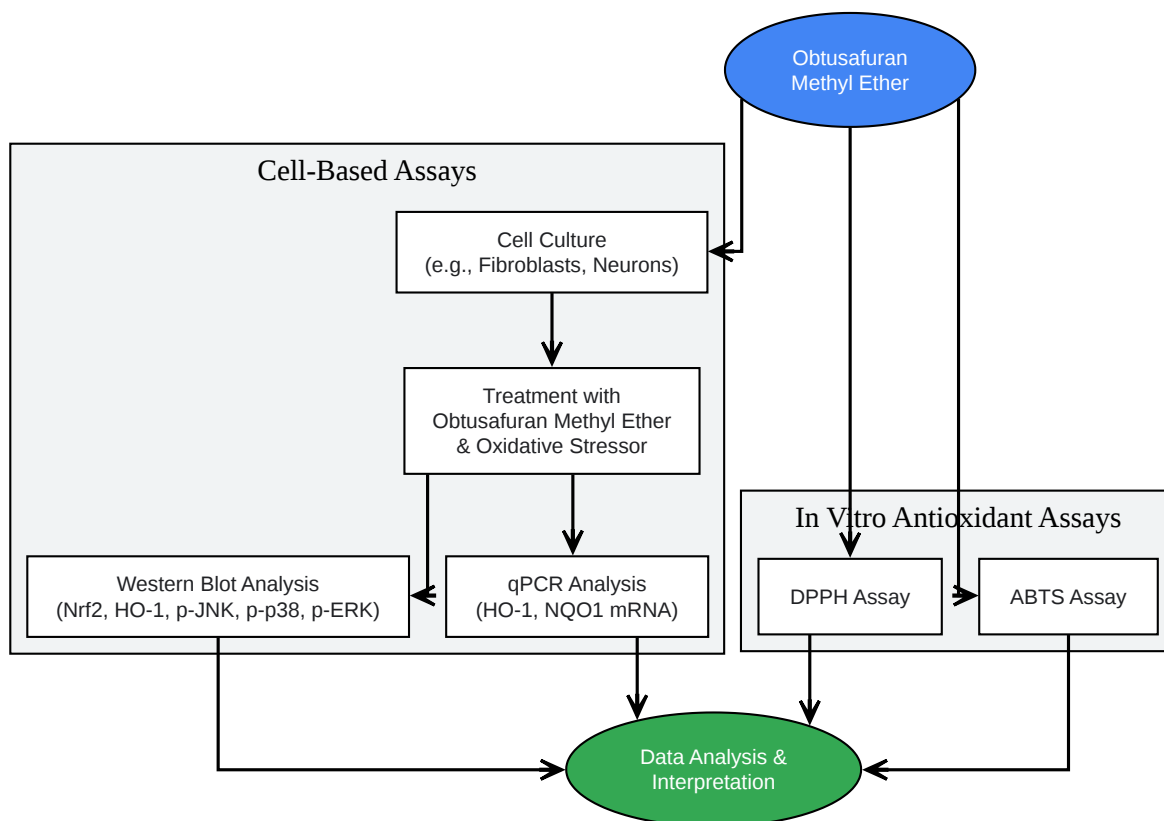 Obtusafuran
Methyl Ether
Cell-Based Assays
Cell Culture
(e.g., Fibroblasts, Neurons)
Treatment with
Obtusafuran Methyl Ether
& Oxidative Stressor
In Vitro Antioxidant Assays
Western Blot Analysis
(Nrf2, HO-1, p-JNK, p-p38, p-ERK)
qPCR Analysis
(HO-1, NQO1 mRNA)
DPPH Assay
ABTS Assay
Data Analysis &
Interpretation